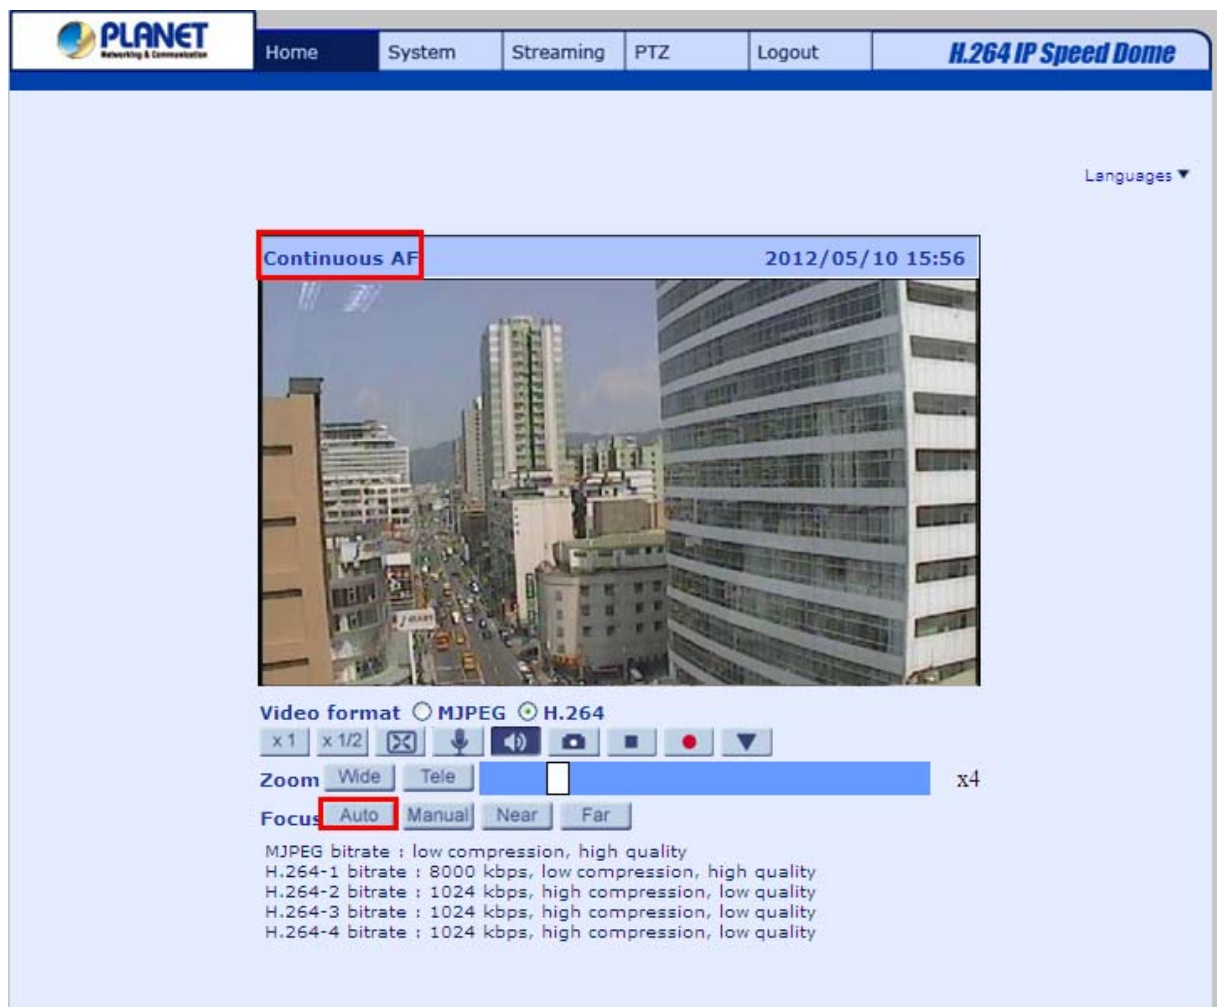 PLANET
Networking & Communication
Home System Streaming PTZ Logout H.264 IP Speed Dome
Languages ▼
Continuous AF 2012/05/10 15:56
Video format MJPEG H.264
x 1 x 1/2
Zoom Wide Tele x4
Focus Auto Manual Near Far
MJPEG bitrate : low compression, high quality
H.264-1 bitrate : 8000 kbps, low compression, high quality
H.264-2 bitrate : 1024 kbps, high compression, low quality
H.264-3 bitrate : 1024 kbps, high compression, low quality
H.264-4 bitrate : 1024 kbps, high compression, low quality